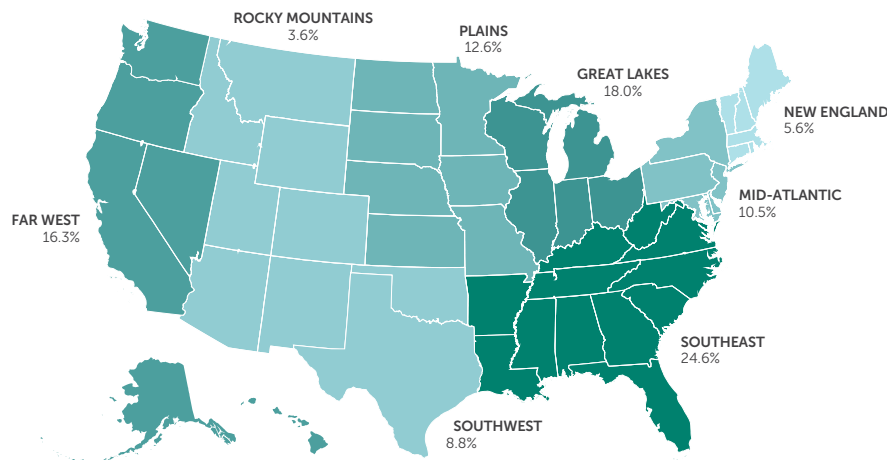 ROCKY MOUNTAINS
3.6%
PLAINS
12.6%
GREAT LAKES
18.0%
NEW ENGLAND
5.6%
MID-ATLANTIC
10.5%
FAR WEST
16.3%
SOUTHEAST
24.6%
SOUTHWEST
8.8%